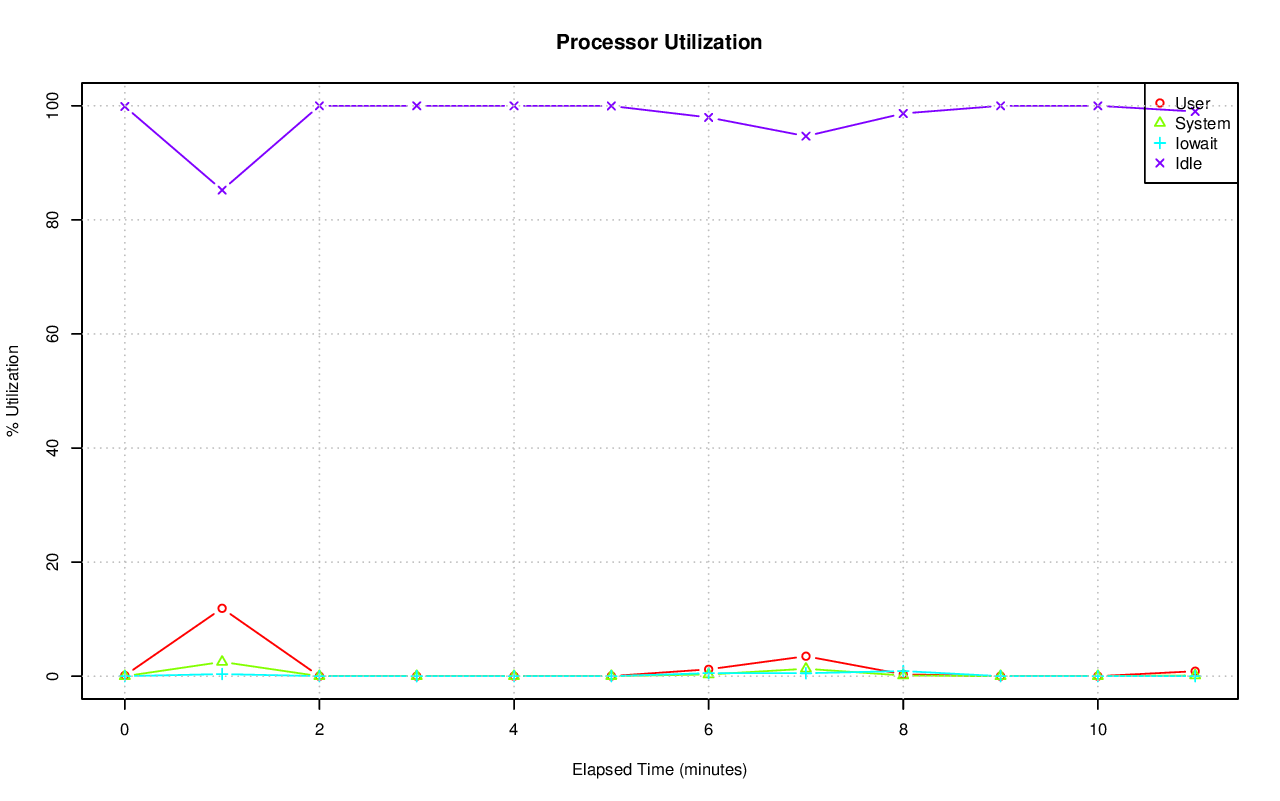 Processor Utilization
100
80
60
40
20
0
% Utilization
User
System
Iowait
Idle
0 2 4 6 8 10
Elapsed Time (minutes)